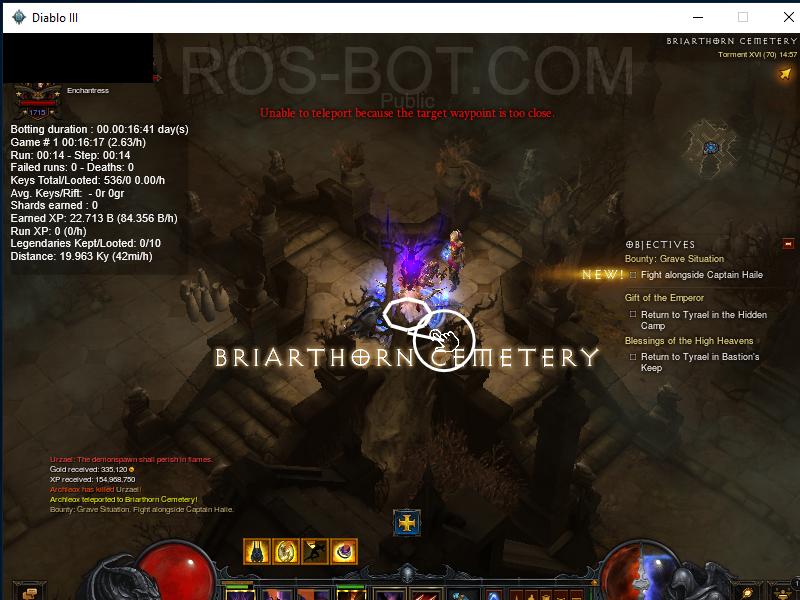 Diablo III
BRIARTHORN CEMETERY
Torment XVI (70) 14:57
ROS-BOT.COM
Public
Enchantress
1715
Unable to teleport because the target waypoint is too close.
Botting duration : 00.00:16:41 day(s)
Game # 1 00:16:17 (2.63/h)
Run: 00:14 - Step: 00:14
Failed runs: 0 - Deaths: 0
Keys Total/Looted: 536/0 0.00/h
Avg. Keys/Rift: - 0r 0gr
Shards earned : 0
Earned XP: 22.713 B (84.356 B/h)
Run XP: 0 (0/h)
Legendaries Kept/Looted: 0/10
Distance: 19.963 Ky (42mi/h)
OBJECTIVES
Bounty: Grave Situation
NEW! Fight alongside Captain Haile
Gift of the Emperor
Return to Tyrael in the Hidden
Camp
Blessings of the High Heavens
Return to Tyrael in Bastion's
Keep
BRIARTHORN CEMETERY
Urzael: The demonspawn shall perish in flames.
Gold received: 335,120
XP received: 154,968,750
Archleox has killed Urzael!
Archleox teleported to Briarthorn Cemetery!
Bounty: Grave Situation. Fight alongside Captain Haile.